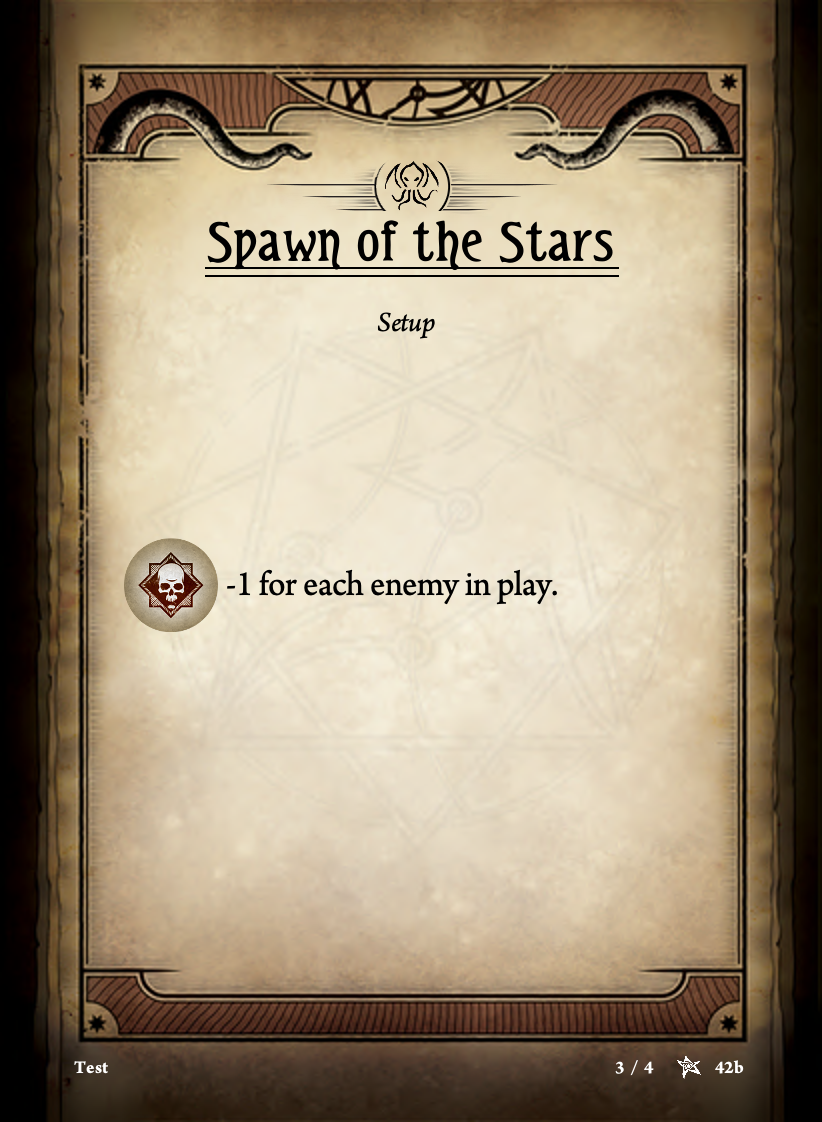 Spawn of the Stars
Setup
-1 for each enemy in play.
Test
3 / 4
42b